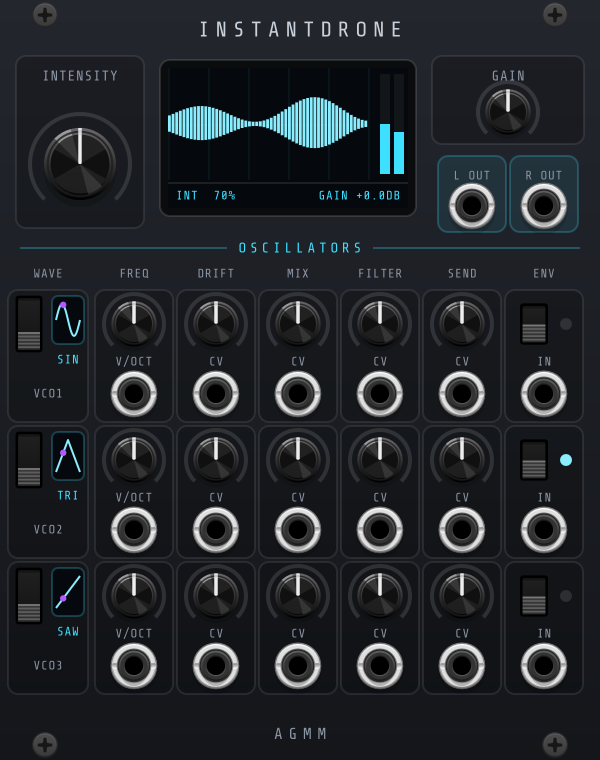 INSTANTDRONE
INTENSITY
GAIN
INT 70% GAIN +0.0DB
L OUT R OUT
OSCILLATORS
WAVE FREQ DRIFT MIX FILTER SEND ENV
SIN V/OCT CV CV CV CV IN
VCO1
TRI V/OCT CV CV CV CV IN
VCO2
SAW V/OCT CV CV CV CV IN
VCO3
AGMM